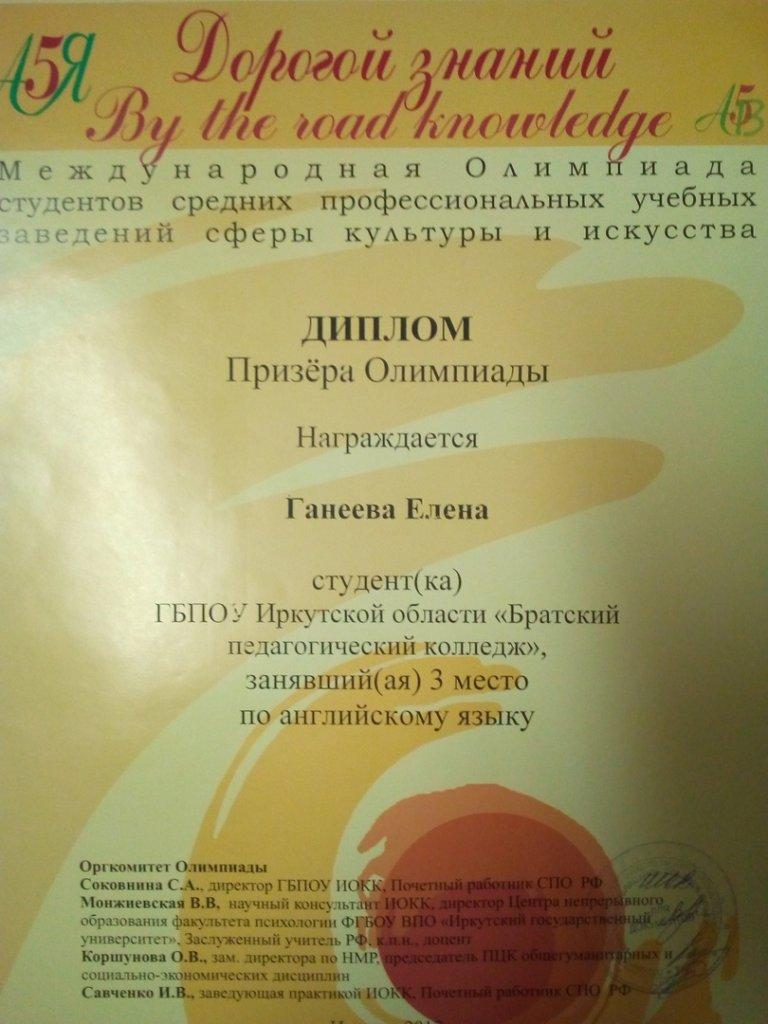 А5Я
Дорогой знаний
By the road knowledge
А5В
Международная Олимпиада
студентов средних профессиональных учебных
заведений сферы культуры и искусства
ДИПЛОМ
Призёра Олимпиады
Награждается
Ганеева Елена
студент(ка)
ГБПОУ Иркутской области «Братский
педагогический колледж»,
занявший(ая) 3 место
по английскому языку
Оргкомитет Олимпиады
Соковнина С.А., директор ГБПОУ ИОКК, Почетный работник СПО РФ
Монжиевская В.В, научный консультант ИОКК, директор Центра непрерывного
образования факультета психологии ФГБОУ ВПО «Иркутский государственный
университет», Заслуженный учитель РФ, к.п.н., доцент
Коршунова О.В., зам. директора по НМР, председатель ПЦК общегуманитарных и
социально-экономических дисциплин
Савченко И.В., заведующая практикой ИОКК, Почетный работник СПО РФ